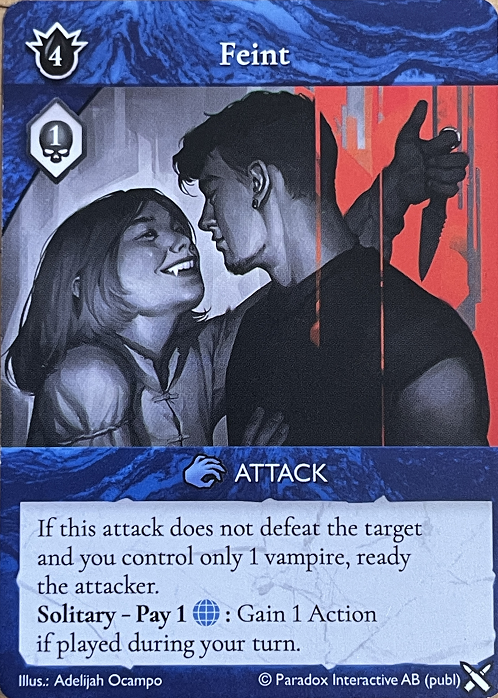 4
Feint
1
ATTACK
If this attack does not defeat the target
and you control only 1 vampire, ready
the attacker.
Solitary - Pay 1 : Gain 1 Action
if played during your turn.
Illus.: Adelijah Ocampo
© Paradox Interactive AB (publ)